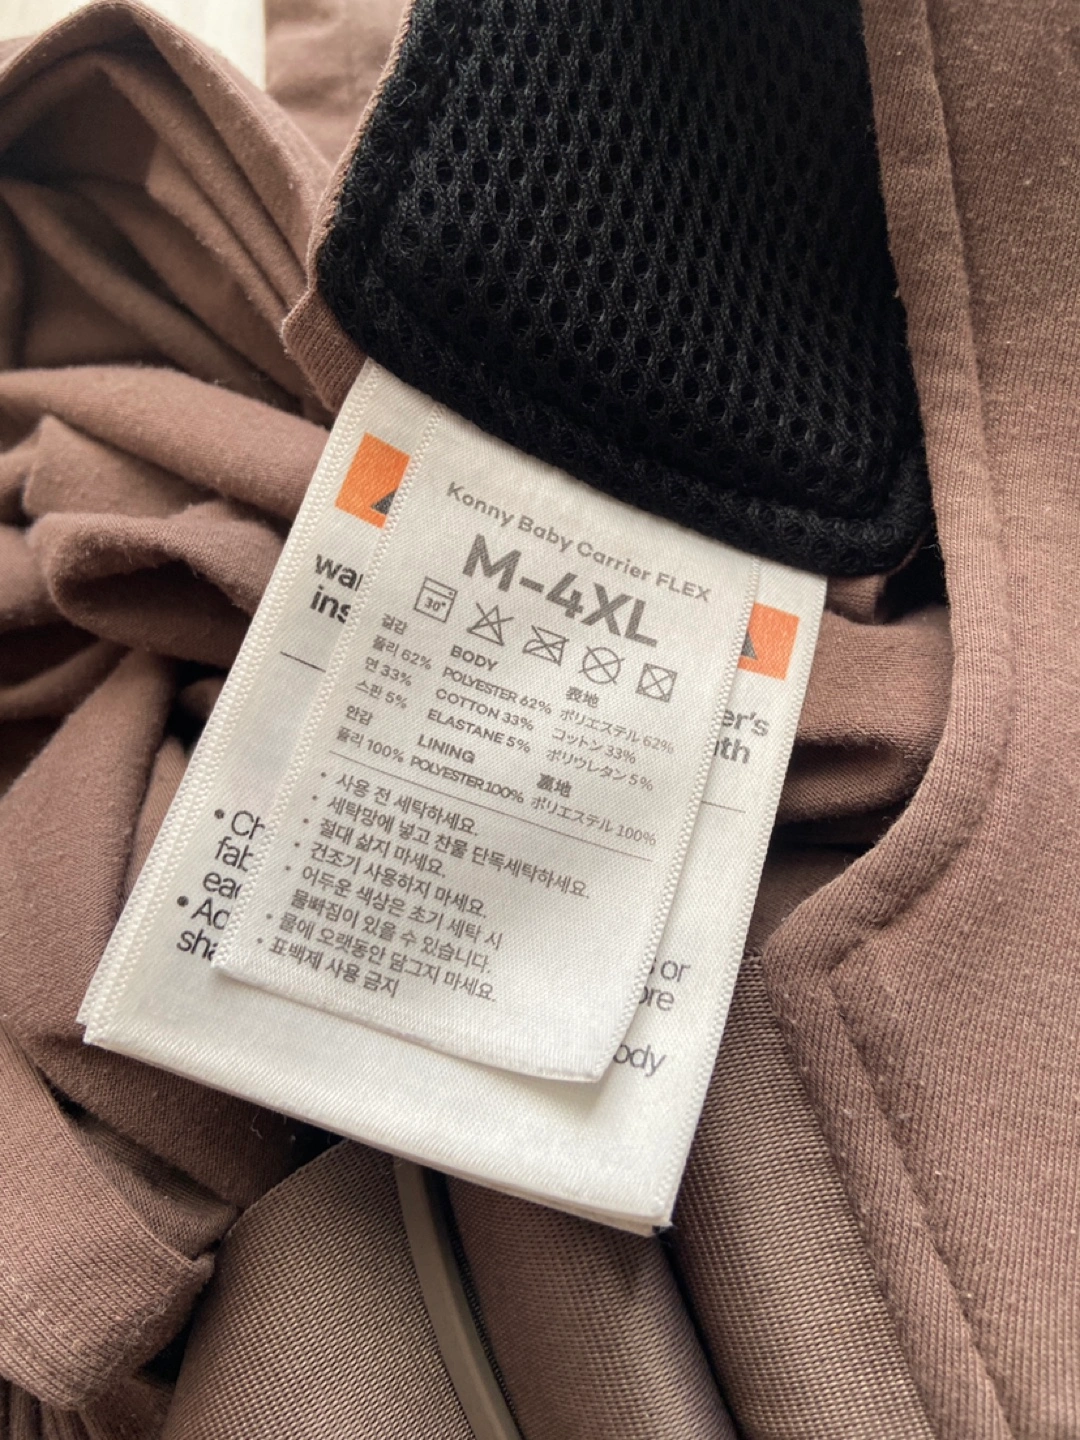 Konny Baby Carrier FLEX
M-4XL
30°
겉감
폴리 62%
면 33%
스판 5%
안감
폴리 100%
BODY
POLYESTER 62%
COTTON 33%
ELASTANE 5%
LINING
POLYESTER100%
表地
ポリエステル 62%
コットン 33%
ポリウレタン 5%
裏地
ポリエステル 100%
• 사용 전 세탁하세요.
• 세탁망에 넣고 찬물 단독세탁하세요.
• 절대 삶지 마세요.
• 건조기 사용하지 마세요.
• 어두운 색상은 초기 세탁 시
물빠짐이 있을 수 있습니다.
• 물에 오랫동안 담그지 마세요.
• 표백제 사용 금지